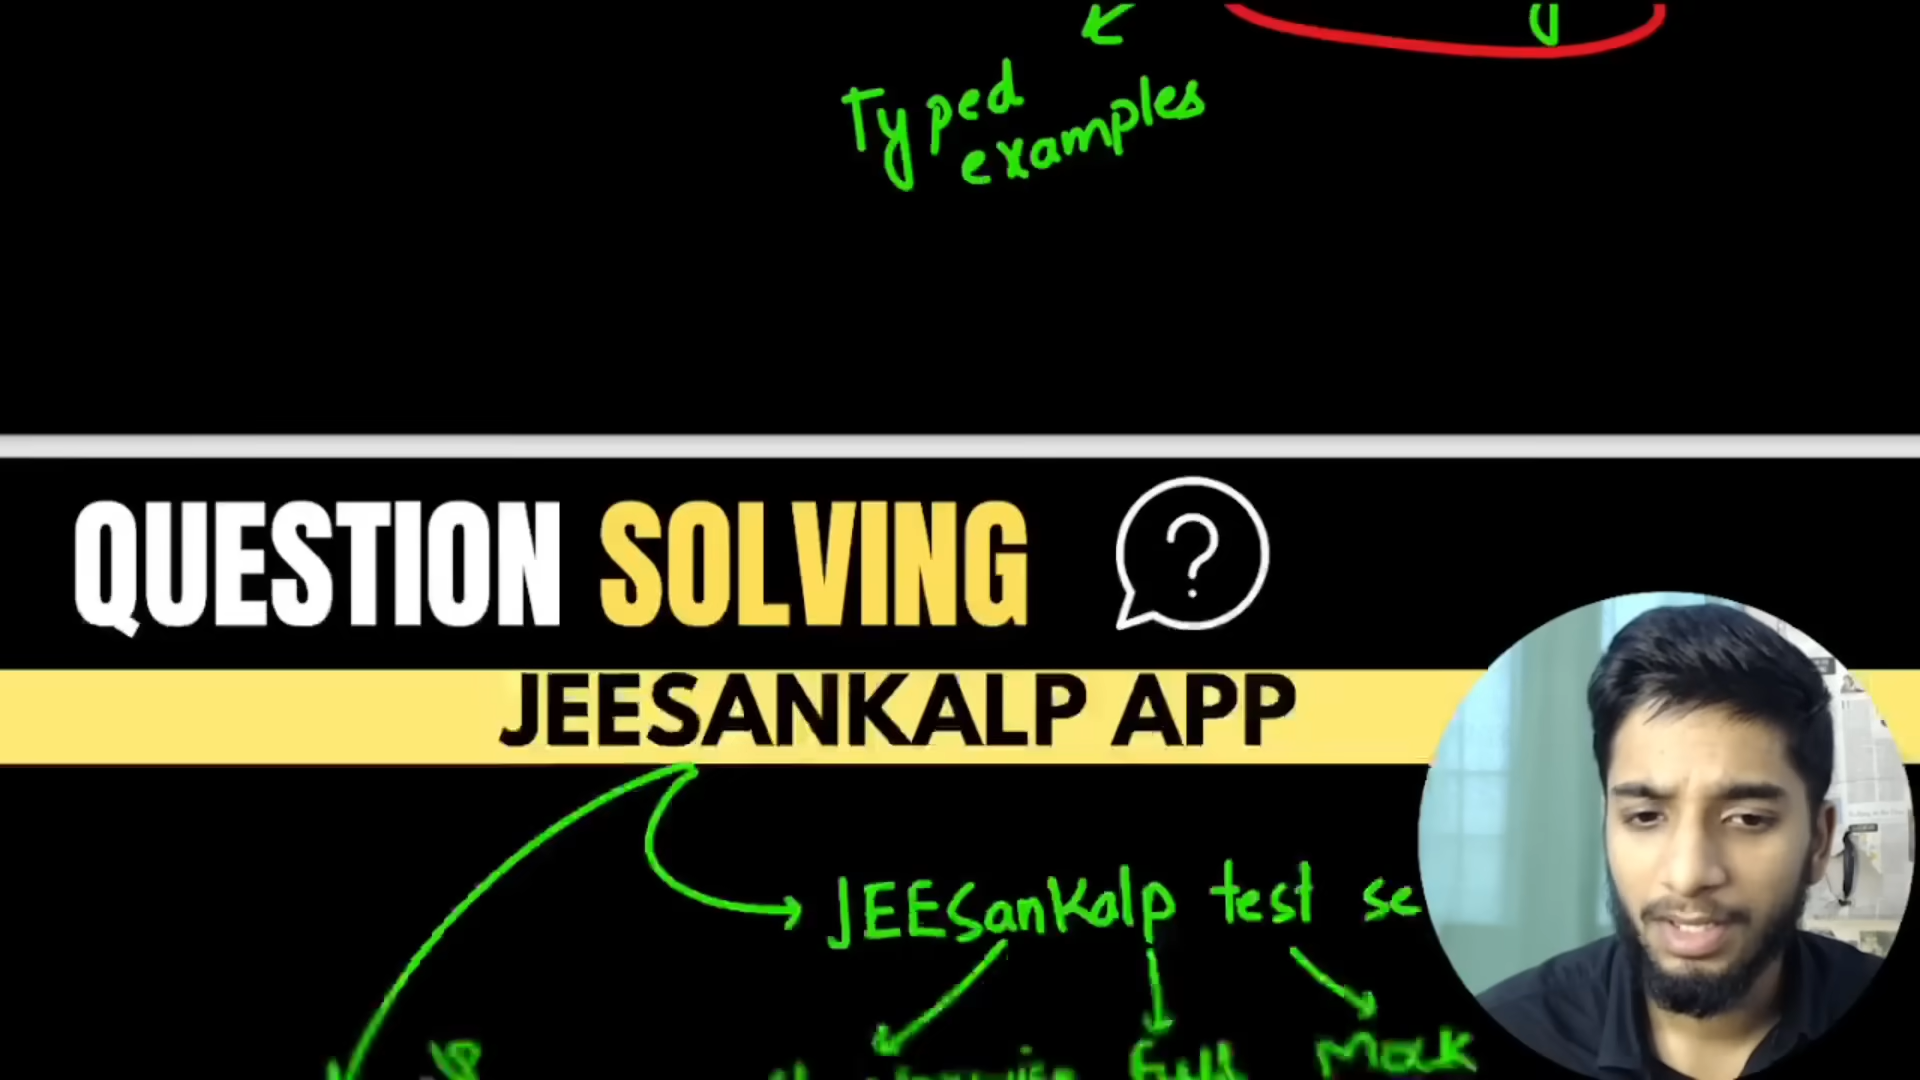 Typed
examples
QUESTION SOLVING
JEESANKALP APP
JEESanKalp test se
Full Mock